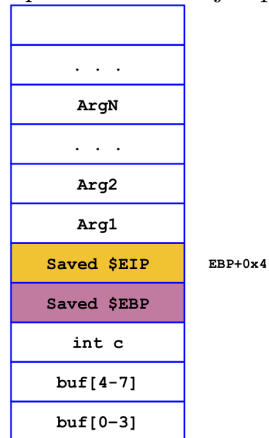 . . .
ArgN
. . .
Arg2
Arg1
Saved $EIP EBP+0x4
Saved $EBP
int c
buf[4-7]
buf[0-3]